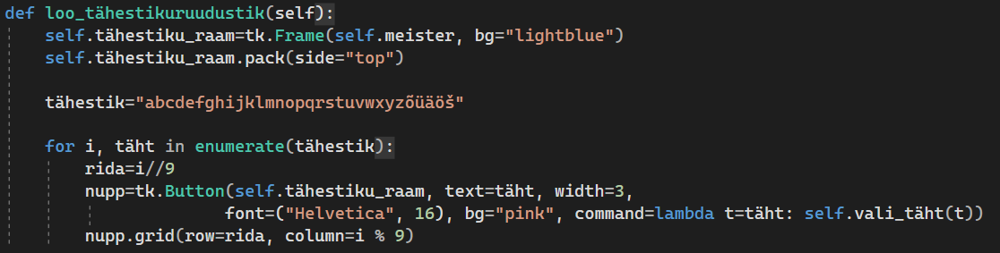 def loo_tähestikuruudustik(self):
    self.tähestiku_raam=tk.Frame(self.meister, bg="lightblue")
    self.tähestiku_raam.pack(side="top")

    tähestik="abcdefghijklmnopqrstuvwxyzõüäöš"

    for i, täht in enumerate(tähestik):
        rida=i//9
        nupp=tk.Button(self.tähestiku_raam, text=täht, width=3,
                      font=("Helvetica", 16), bg="pink", command=lambda t=täht: self.vali_täht(t))
        nupp.grid(row=rida, column=i % 9)